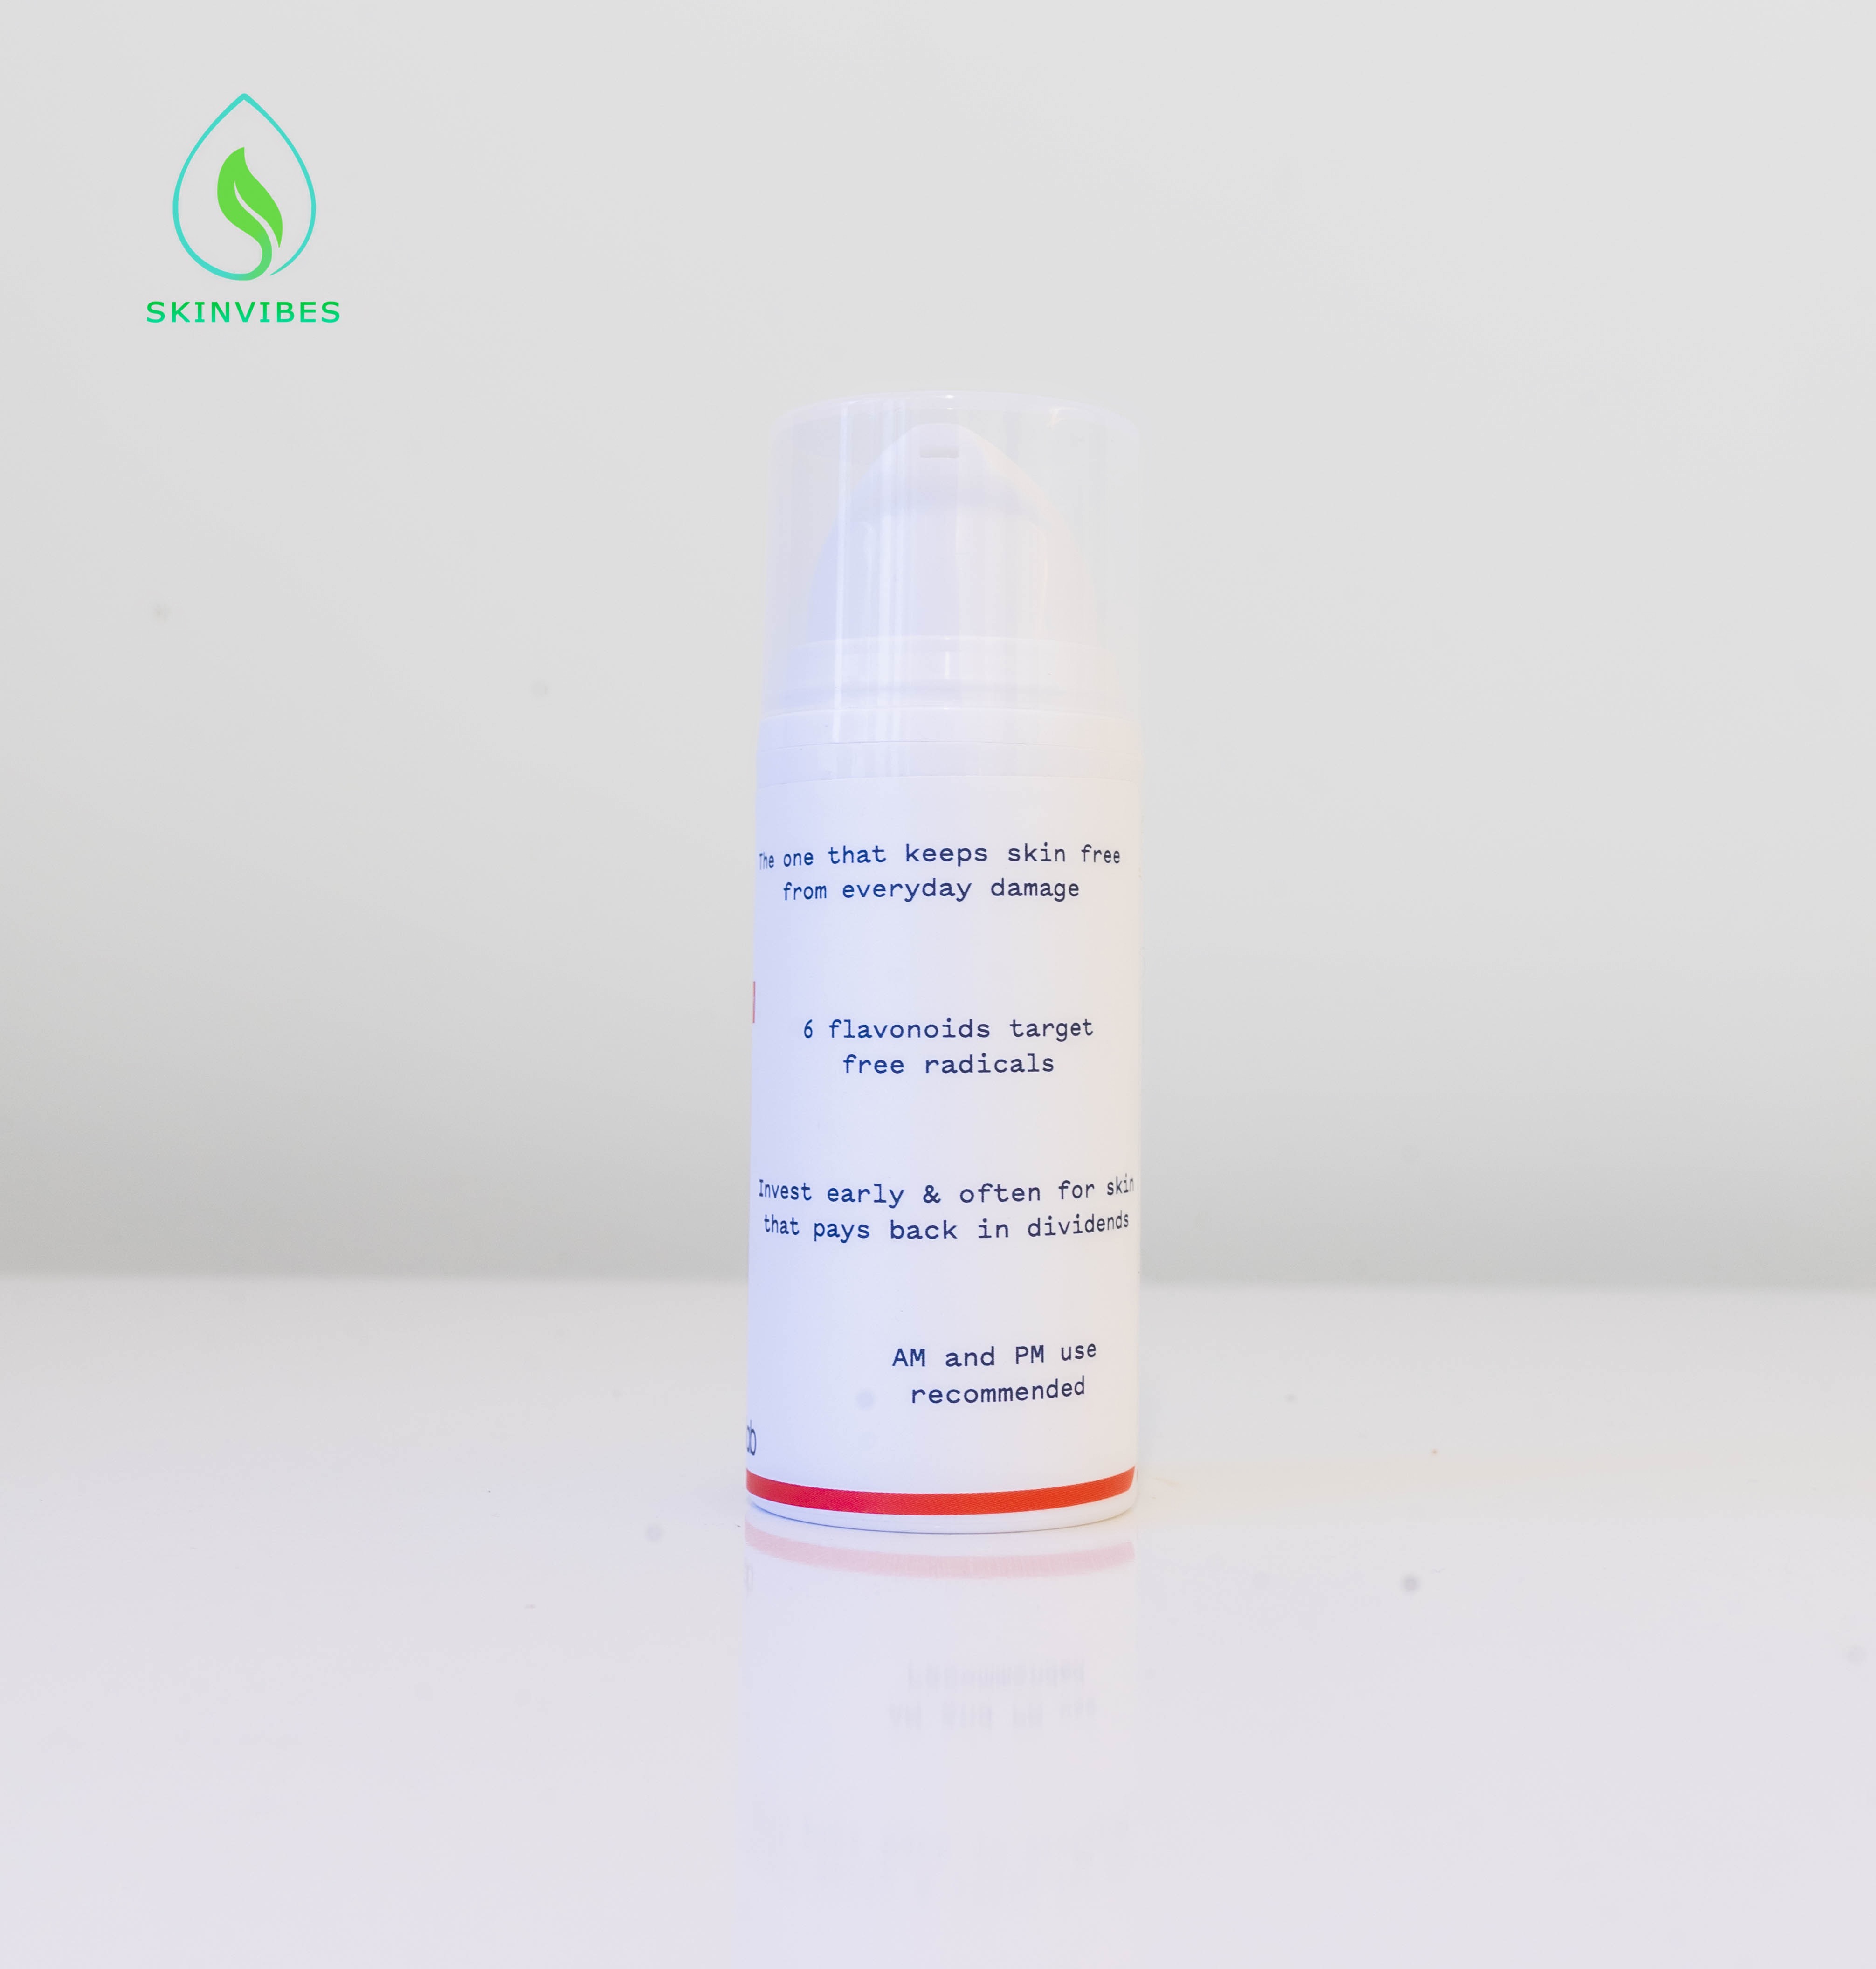 SKINVIBES
The one that keeps skin free
from everyday damage
6 flavonoids target
free radicals
Invest early & often for skin
that pays back in dividends
AM and PM use
recommended